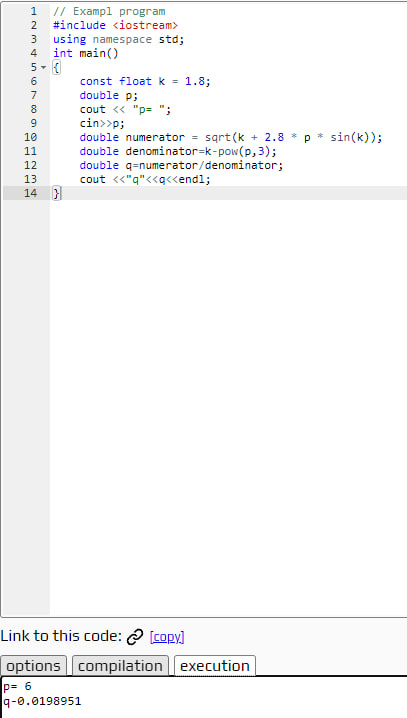 1 // Exampl program
2 #include <iostream>
3 using namespace std;
4 int main()
5 {
6 const float k = 1.8;
7 double p;
8 cout << "p= ";
9 cin>>p;
10 double numerator = sqrt(k + 2.8 * p * sin(k));
11 double denominator=k-pow(p,3);
12 double q=numerator/denominator;
13 cout <<"q"<<q<<endl;
14 }
Link to this code: [copy]
options compilation execution
p= 6
q-0.0198951